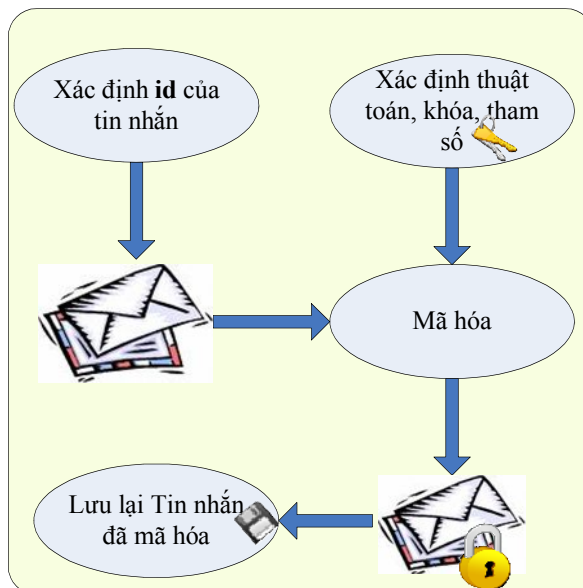 Xác định id của
tin nhắn
Xác định thuật
toán, khóa, tham
số
Mã hóa
Lưu lại Tin nhắn
đã mã hóa